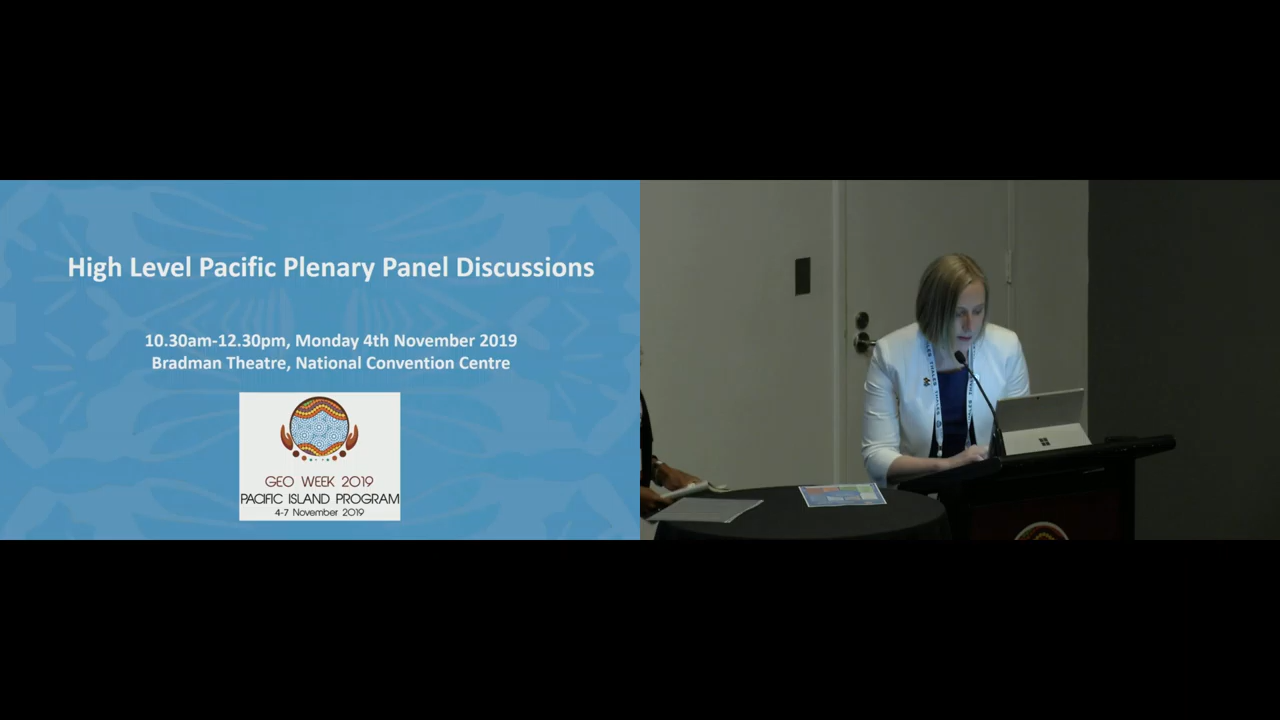 High Level Pacific Plenary Panel Discussions
10.30am-12.30pm, Monday 4th November 2019
Bradman Theatre, National Convention Centre
GEO WEEK 2019
PACIFIC ISLAND PROGRAM
4-7 November 2019
THALES